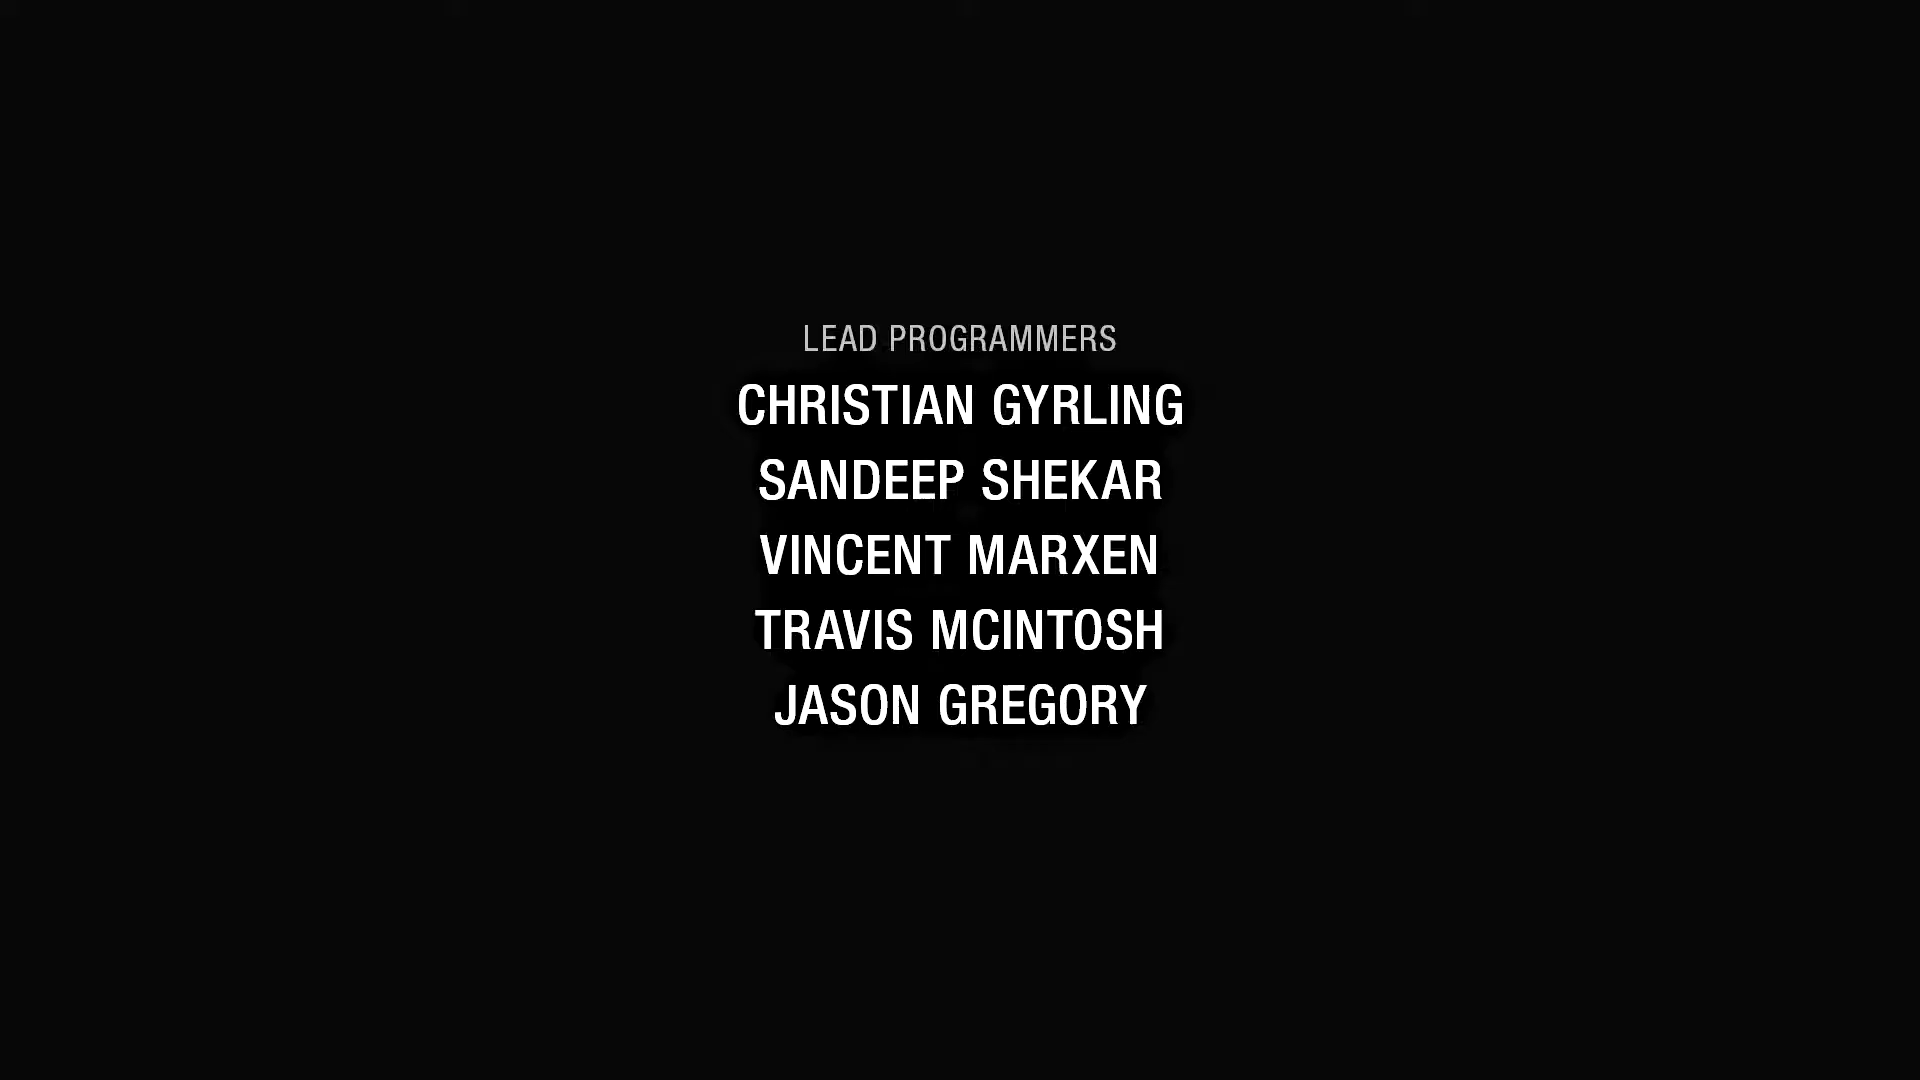 LEAD PROGRAMMERS
CHRISTIAN GYRLING
SANDEEP SHEKAR
VINCENT MARXEN
TRAVIS MCINTOSH
JASON GREGORY